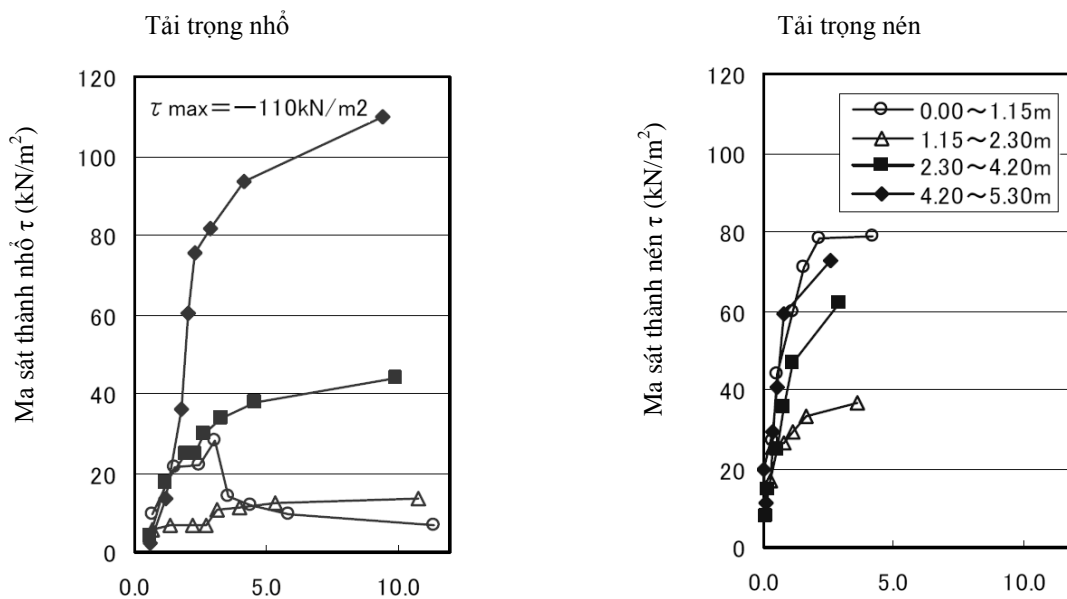 Tải trọng nhổ
Ma sát thành nhổ τ (kN/m²)
τ max=－110kN/m2
120
100
80
60
40
20
0
0.0 5.0 10.0
Tải trọng nén
Ma sát thành nén τ (kN/m²)
120
100
80
60
40
20
0
0.00～1.15m
1.15～2.30m
2.30～4.20m
4.20～5.30m
0.0 5.0 10.0